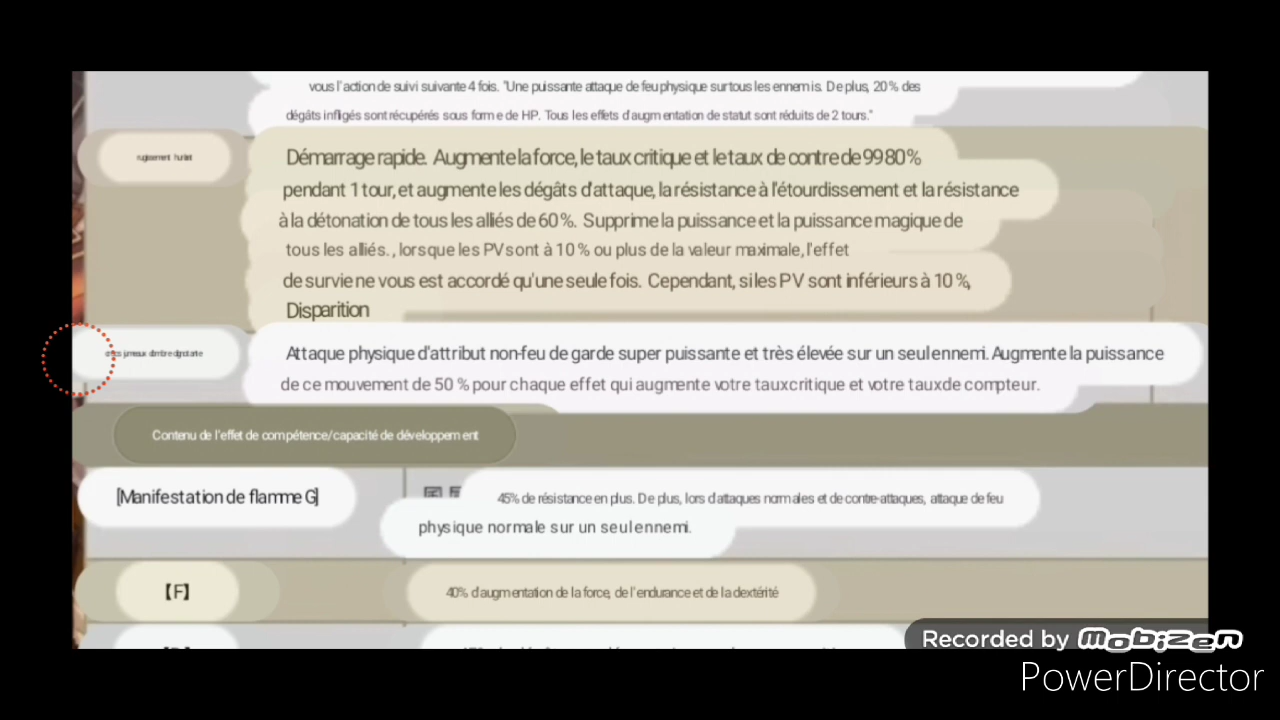 vous l'action de suivi suivante 4 fois. "Une puissante attaque de feu physique sur tous les ennemis. De plus, 20 % des
dégâts infligés sont récupérés sous forme de HP. Tous les effets d'augmentation de statut sont réduits de 2 tours."
Démarrage rapide. Augmente la force, le taux critique et le taux de contre de 9980 %
pendant 1 tour, et augmente les dégâts d'attaque, la résistance à l'étourdissement et la résistance
à la détonation de tous les alliés de 60 %. Supprime la puissance et la puissance magique de
tous les alliés. , lorsque les PV sont à 10 % ou plus de la valeur maximale, l'effet
de survie ne vous est accordé qu'une seule fois. Cependant, si les PV sont inférieurs à 10 %,
Disparition
Attaque physique d'attribut non-feu de garde super puissante et très élevée sur un seul ennemi. Augmente la puissance
de ce mouvement de 50 % pour chaque effet qui augmente votre taux critique et votre taux de compteur.
Contenu de l'effet de compétence/capacité de développement
[Manifestation de flamme G]
45% de résistance en plus. De plus, lors d'attaques normales et de contre-attaques, attaque de feu
physique normale sur un seul ennemi.
【F】
40% d'augmentation de la force, de l'endurance et de la dextérité
Recorded by Mobizen
PowerDirector